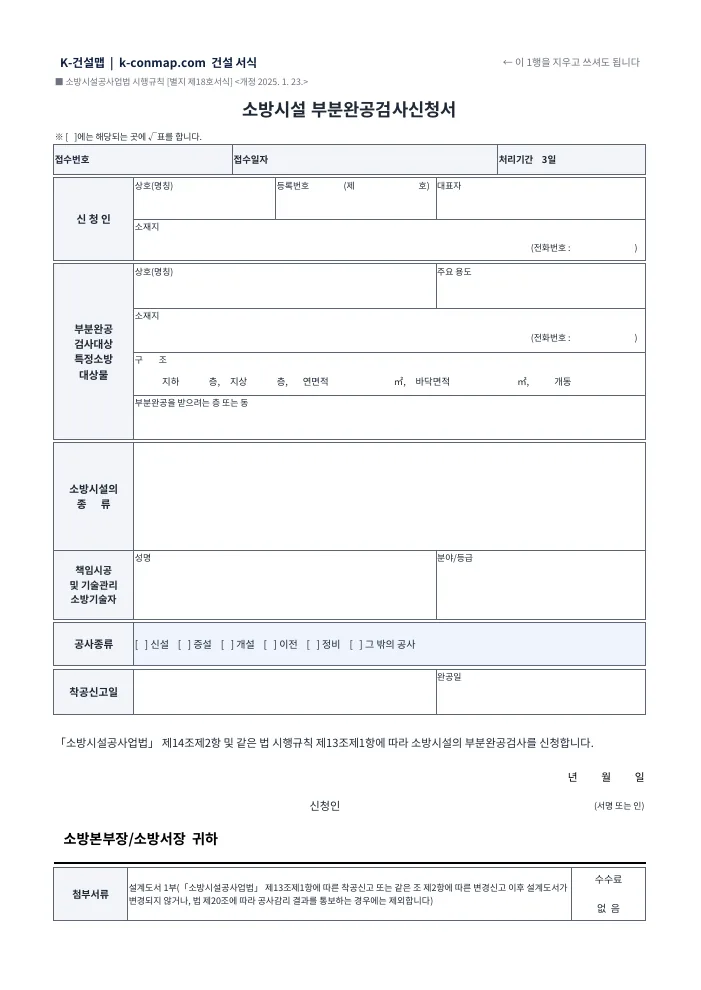 K-건설맵 | k-conmap.com 건설 서식
← 이 1행을 지우고 쓰셔도 됩니다
■ 소방시설공사업법 시행규칙 [별지 제18호서식] <개정 2025. 1. 23.>
소방시설 부분완공검사신청서
※ [ ]에는 해당되는 곳에 √표를 합니다.
접수번호 접수일자 처리기간 3일
신 청 인
상호(명칭) 등록번호 (제 호) 대표자
소재지
(전화번호 : )
부분완공
검사대상
특정소방
대상물
상호(명칭) 주요 용도
소재지
(전화번호 : )
구 조
지하 층, 지상 층, 연면적 ㎡, 바닥면적 ㎡, 개동
부분완공을 받으려는 층 또는 동
소방시설의
종 류
책임시공
및 기술관리
소방기술자
성명 분야/등급
공사종류 [ ] 신설 [ ] 증설 [ ] 개설 [ ] 이전 [ ] 정비 [ ] 그 밖의 공사
착공신고일 완공일
「소방시설공사업법」 제14조제2항 및 같은 법 시행규칙 제13조제1항에 따라 소방시설의 부분완공검사를 신청합니다.
년 월 일
신청인 (서명 또는 인)
소방본부장/소방서장 귀하
첨부서류
설계도서 1부(「소방시설공사업법」 제13조제1항에 따른 착공신고 또는 같은 조 제2항에 따른 변경신고 이후 설계도서가
변경되지 않거나, 법 제20조에 따라 공사감리 결과를 통보하는 경우에는 제외합니다)
수수료
없 음